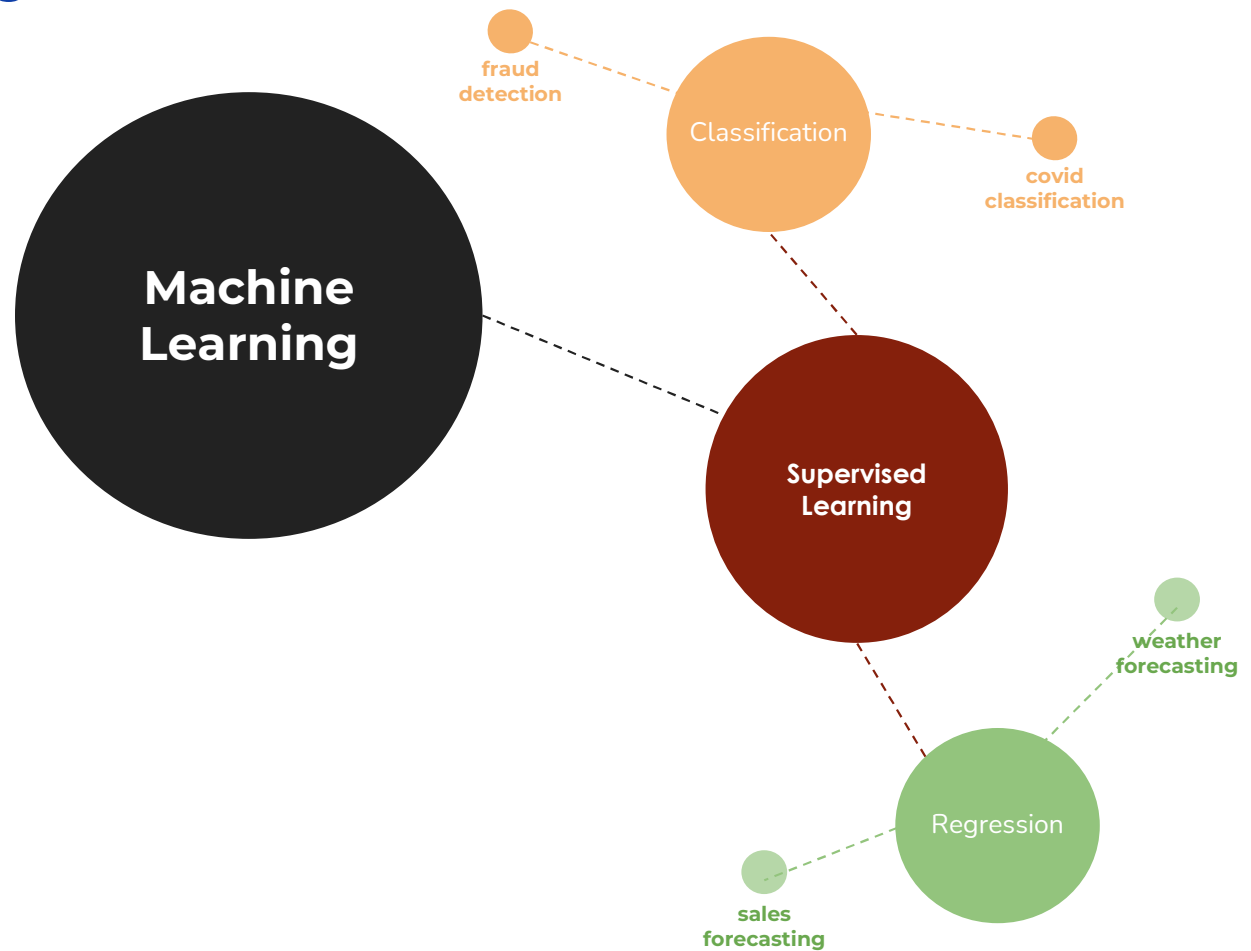 fraud
detection
Classification
covid
classification
Machine
Learning
Supervised
Learning
weather
forecasting
Regression
sales
forecasting